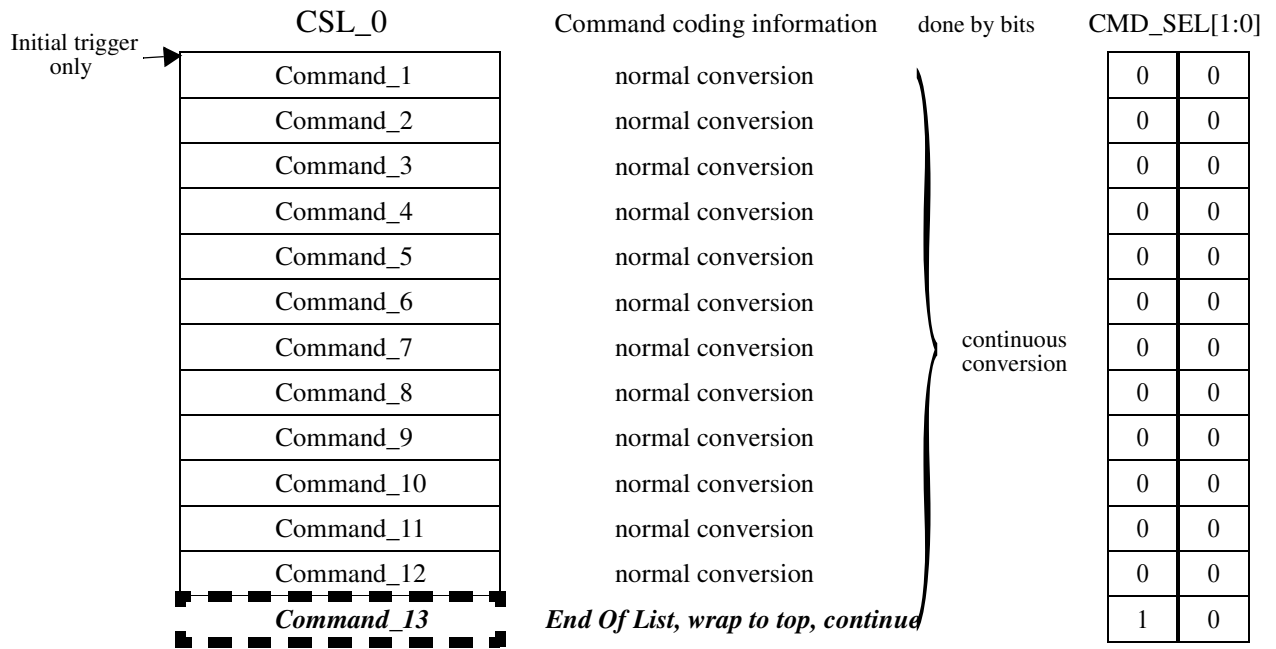 CSL_0 Command coding information done by bits CMD_SEL[1:0]
Initial trigger
only
Command_1 normal conversion 0 0
Command_2 normal conversion 0 0
Command_3 normal conversion 0 0
Command_4 normal conversion 0 0
Command_5 normal conversion 0 0
Command_6 normal conversion 0 0
Command_7 normal conversion continuous 0 0
conversion
Command_8 normal conversion 0 0
Command_9 normal conversion 0 0
Command_10 normal conversion 0 0
Command_11 normal conversion 0 0
Command_12 normal conversion 0 0
Command_13 End Of List, wrap to top, continue 1 0